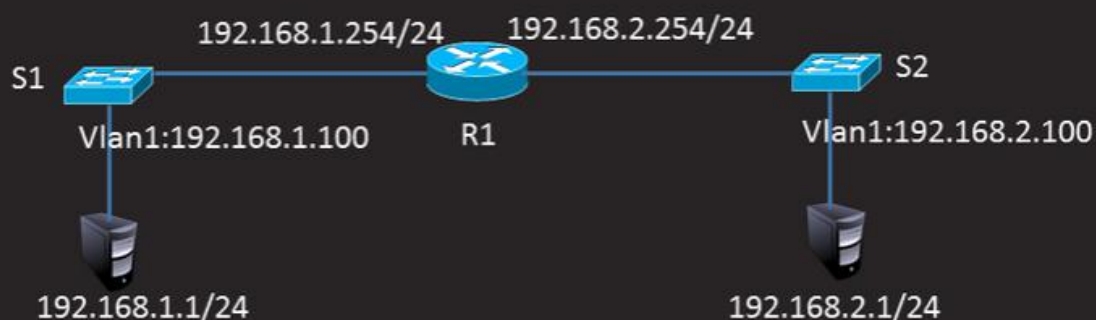 192.168.1.254/24
192.168.2.254/24
S1
S2
Vlan1:192.168.1.100
R1
Vlan1:192.168.2.100
192.168.1.1/24
192.168.2.1/24